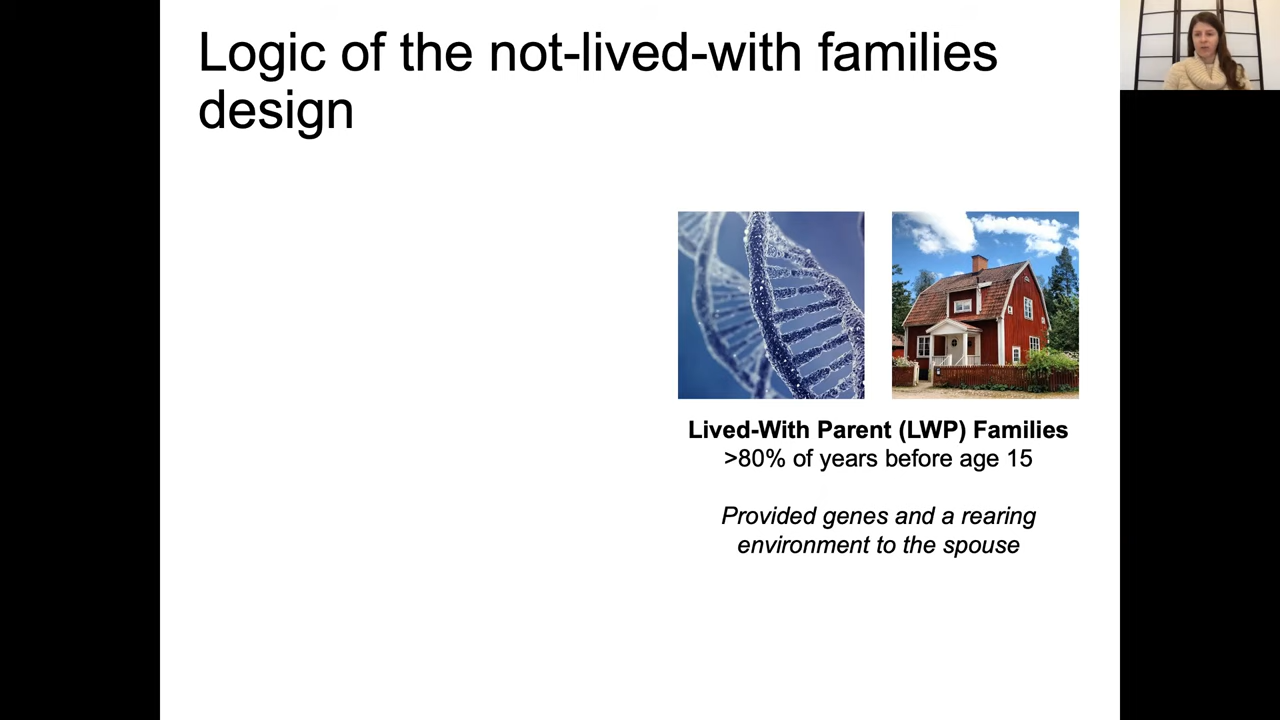 Logic of the not-lived-with families
design
Lived-With Parent (LWP) Families
>80% of years before age 15
Provided genes and a rearing
environment to the spouse